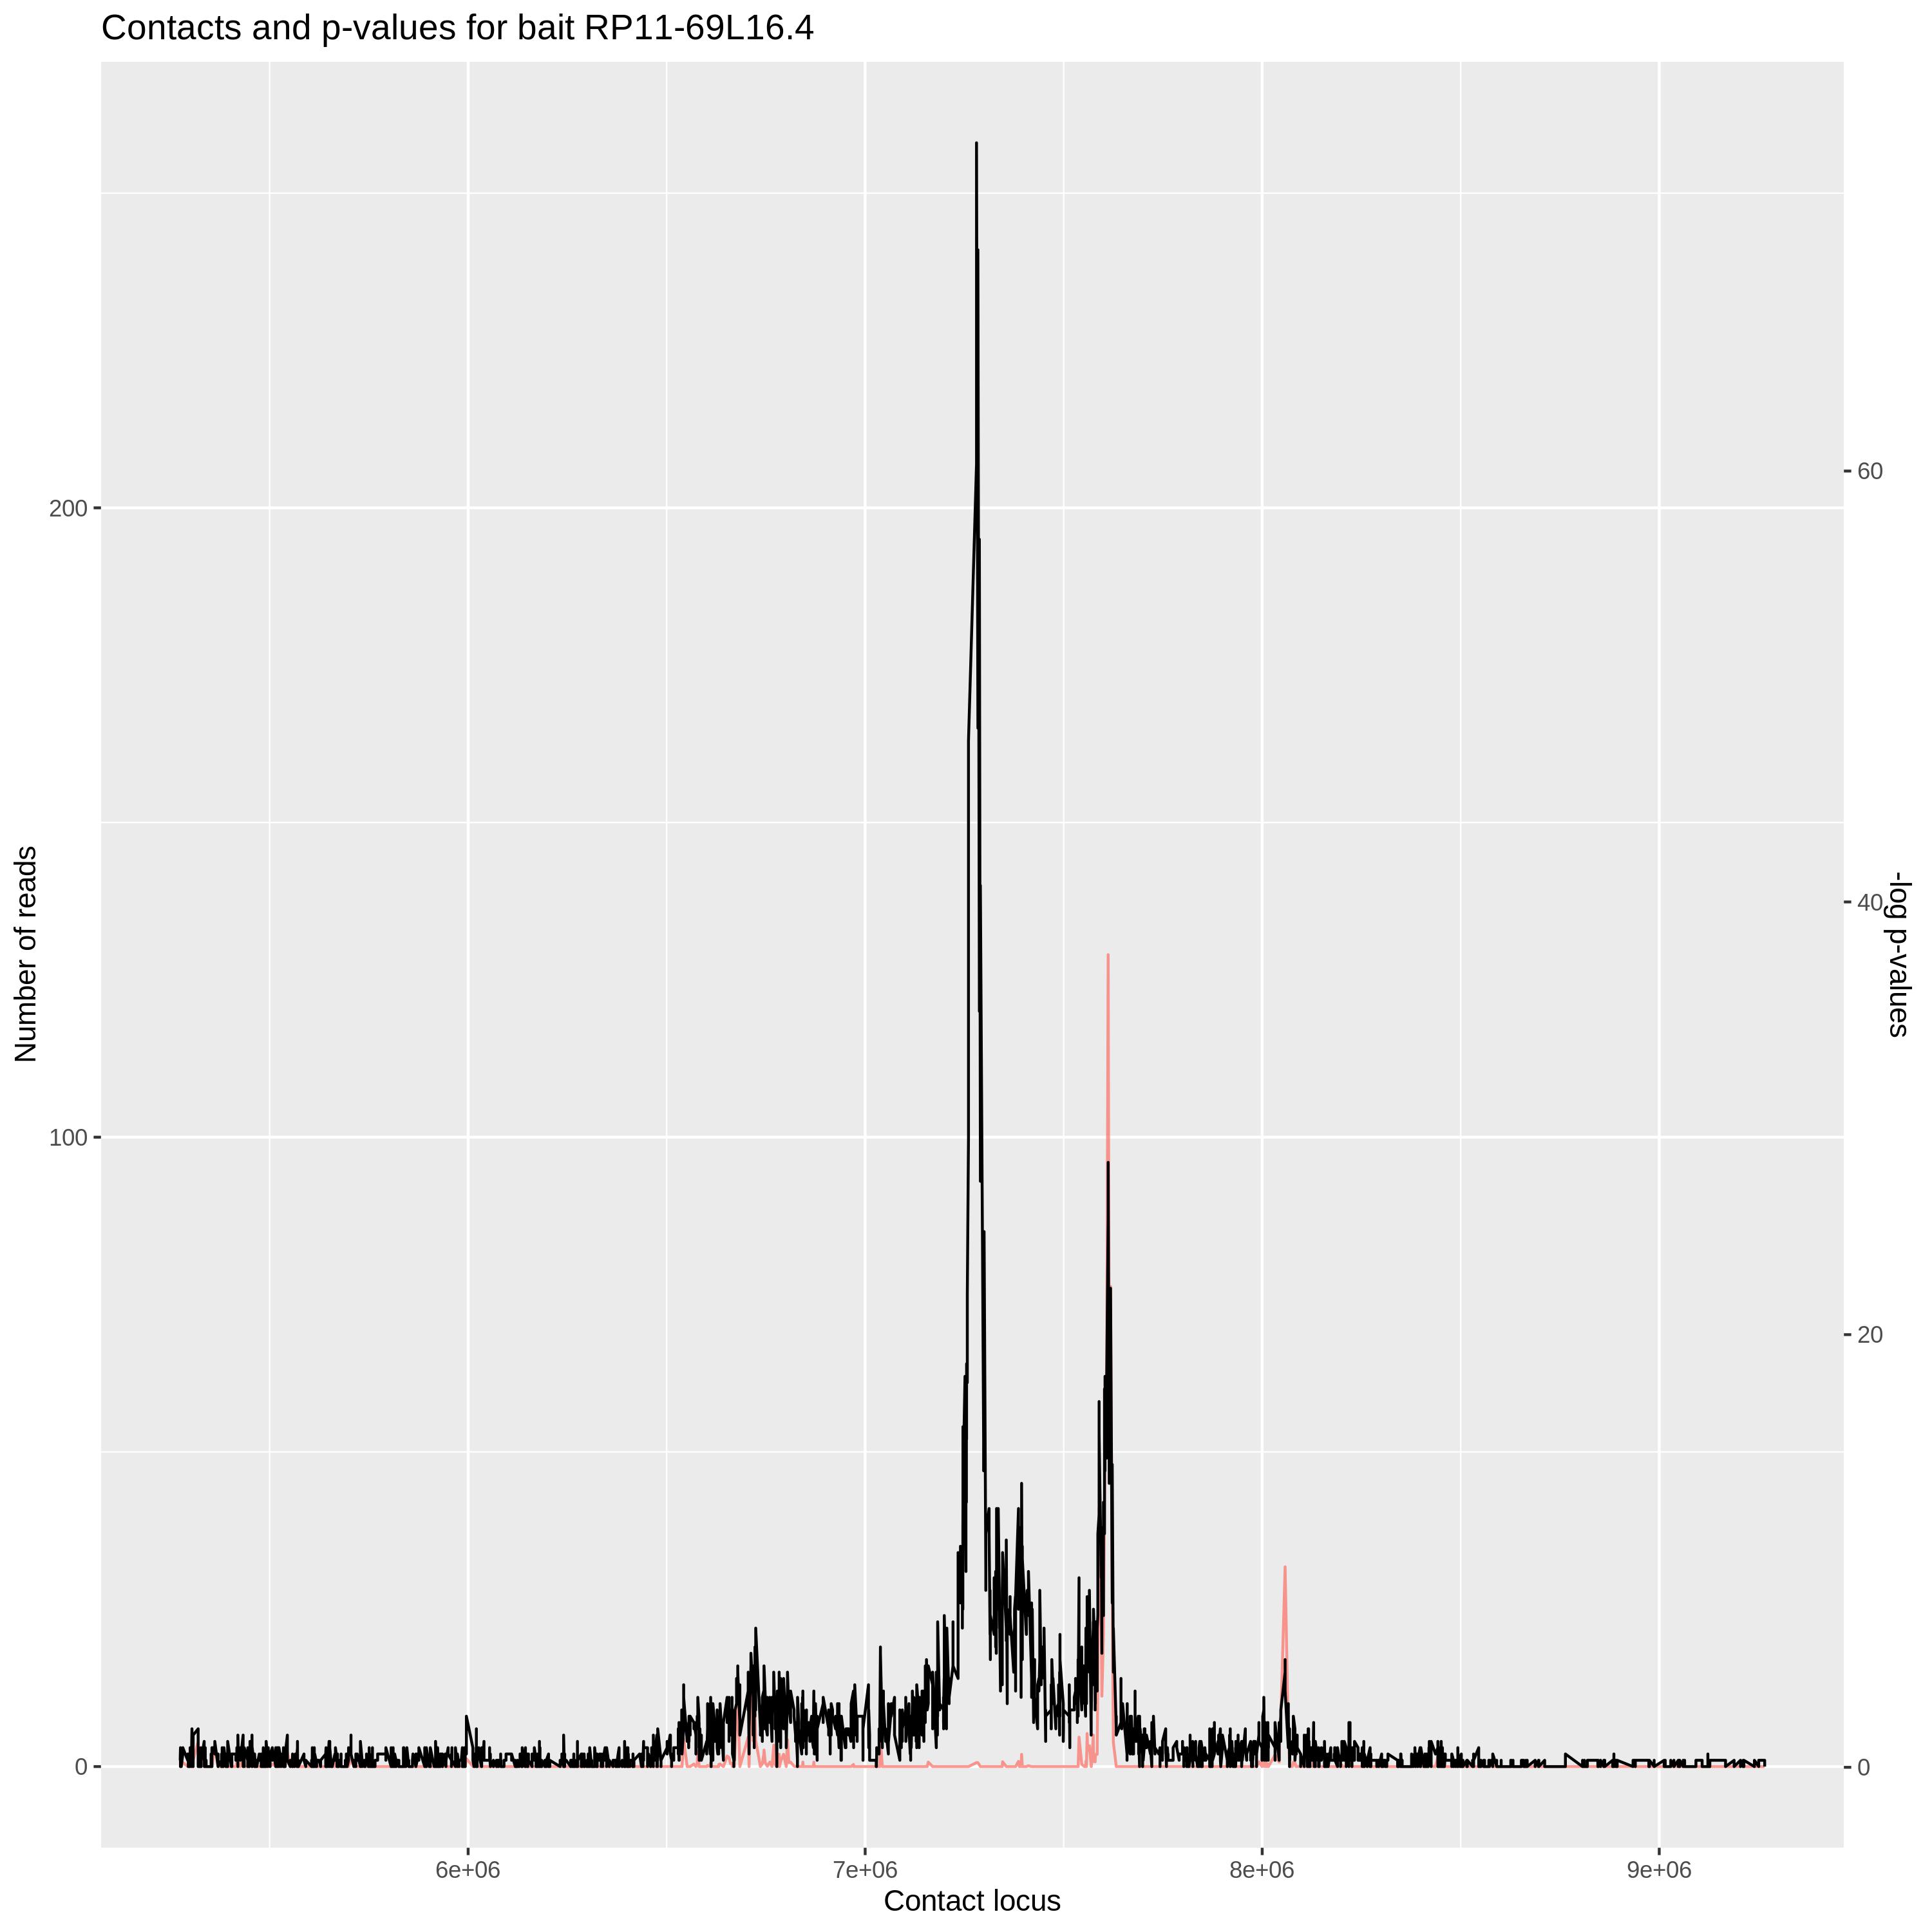 Contacts and p-values for bait RP11-69L16.4
200
100
0
Number of reads
60
40
20
0
-log p-values
6e+06
7e+06
8e+06
9e+06
Contact locus